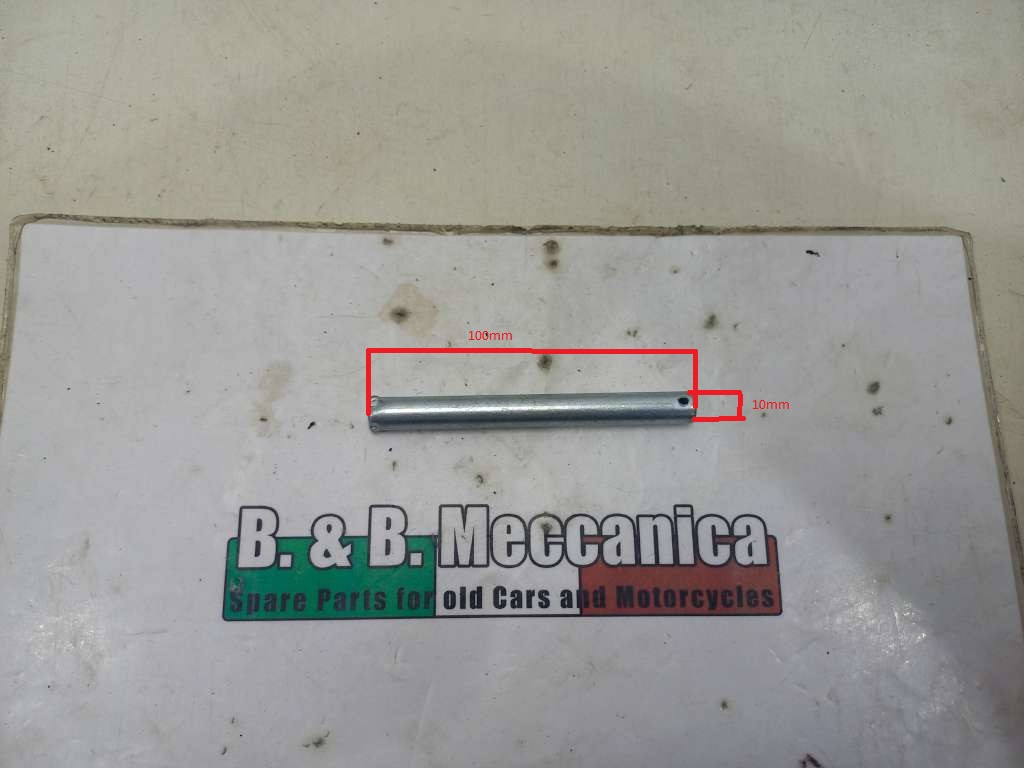 100mm
10mm
B. & B. Meccanica
Spare Parts for old Cars and Motorcycles